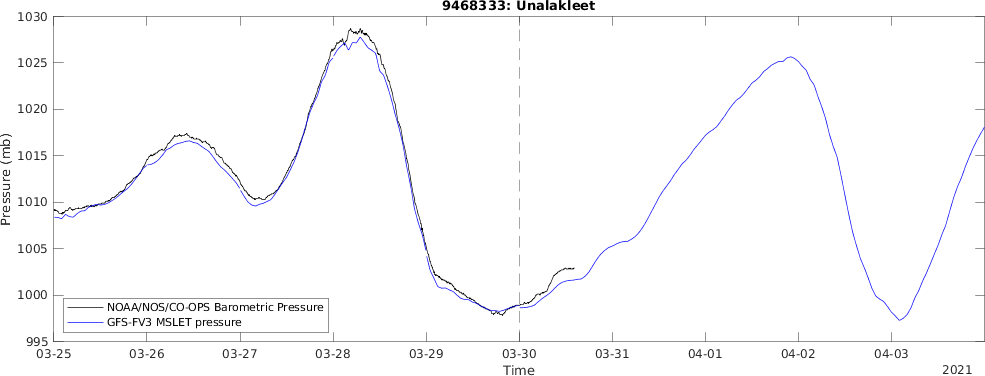 9468333: Unalakleet
Pressure (mb)
1030
1025
1020
1015
1010
1005
1000
995
NOAA/NOS/CO-OPS Barometric Pressure
GFS-FV3 MSLET pressure
03-25 03-26 03-27 03-28 03-29 03-30 03-31 04-01 04-02 04-03
Time
2021